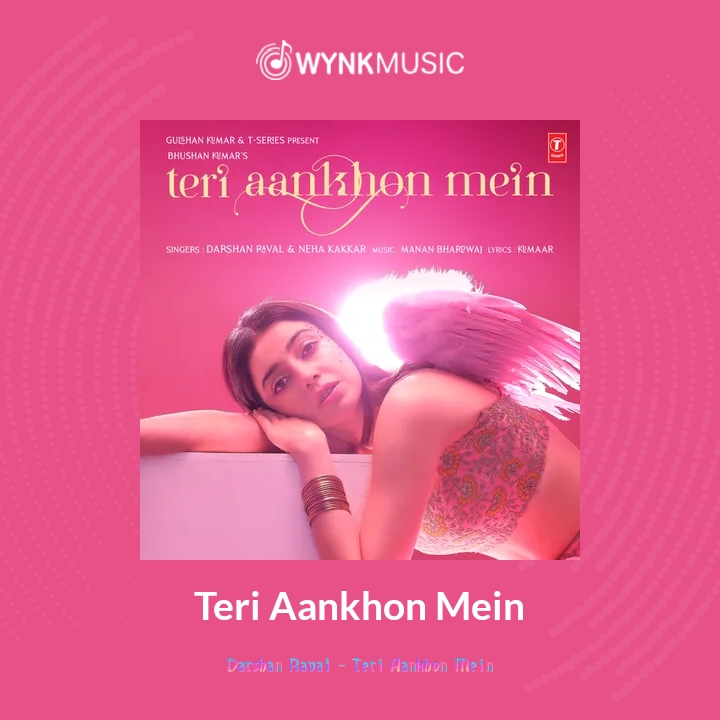 WYNKMUSIC
GULSHAN KUMAR & T-SERIES PRESENT
BHUSHAN KUMAR'S
teri aankhon mein
SINGERS : DARSHAN RAVAL & NEHA KAKKAR MUSIC : MANAN BHARDWAJ LYRICS : KUMAAR
Teri Aankhon Mein
Darshan Raval - Teri Aankhon Mein